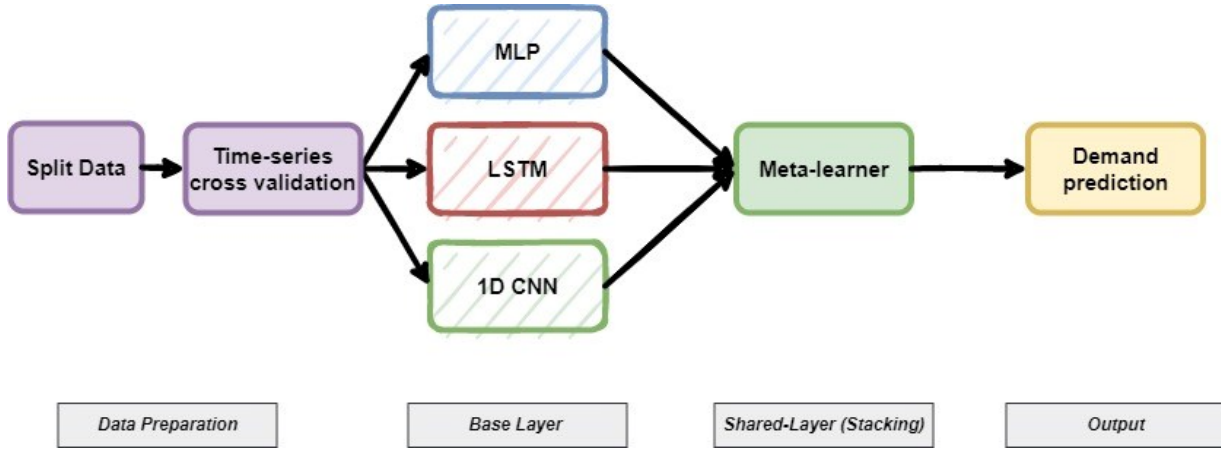 MLP
Split Data
Time-series
cross validation
LSTM
Meta-learner
Demand
prediction
1D CNN
Data Preparation
Base Layer
Shared-Layer (Stacking)
Output